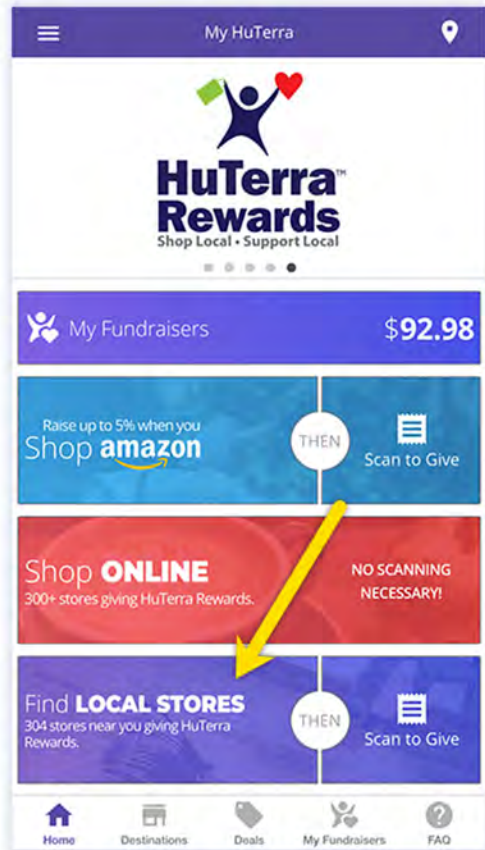 My HuTerra
HuTerra™
Rewards
Shop Local • Support Local
My Fundraisers
$92.98
Raise up to 5% when you
Shop amazon
THEN
Scan to Give
Shop ONLINE
300+ stores giving HuTerra Rewards.
NO SCANNING
NECESSARY!
Find LOCAL STORES
304 stores near you giving HuTerra
Rewards.
THEN
Scan to Give
Home
Destinations
Deals
My Fundraisers
FAQ